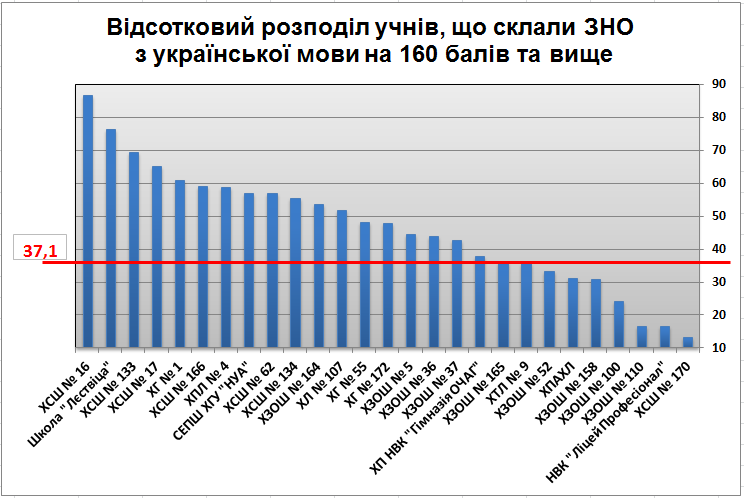 Відсотковий розподіл учнів, що склали ЗНО
з української мови на 160 балів та вище
90
80
70
60
50
40
30
20
10
37,1
ХСШ № 16
Школа "Лєствіца"
ХСШ № 133
ХСШ № 17
ХГ № 1
ХСШ № 166
ХПЛ № 4
СЕПШ ХГУ "НУА"
ХСШ № 62
ХСШ № 134
ХЗОШ № 164
ХЛ № 107
ХГ № 55
ХГ № 172
ХЗОШ № 5
ХЗОШ № 36
ХЗОШ № 37
ХП НВК "Гімназія ОЧАГ"
ХЗОШ № 165
ХТЛ № 9
ХЗОШ № 52
ХПАХЛ
ХЗОШ № 158
ХЗОШ № 100
ХЗОШ № 110
НВК "Ліцей Професіонал"
ХСШ № 170